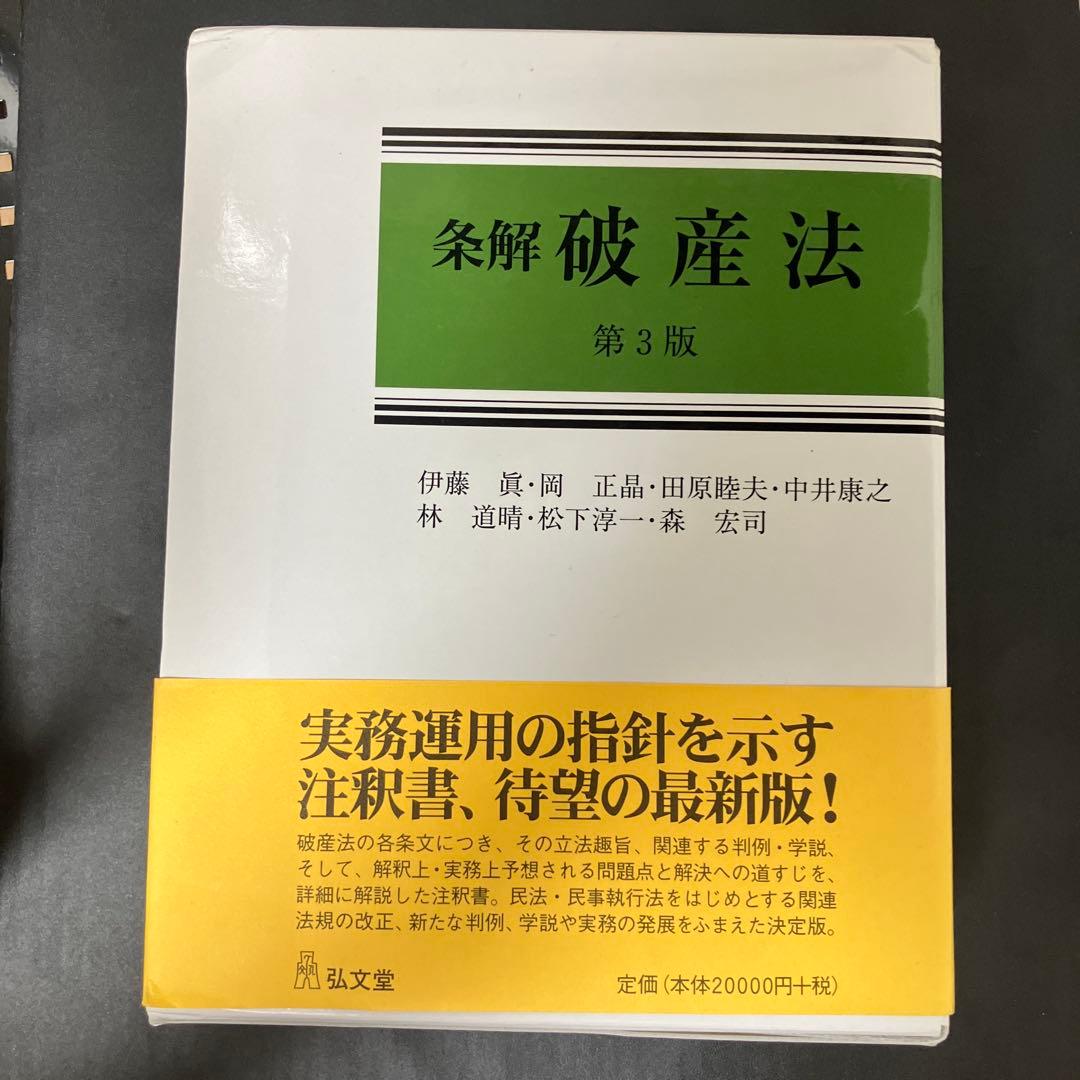 条解 破産法
第3版
伊藤 眞・岡 正晶・田原睦夫・中井康之
林 道晴・松下淳一・森 宏司
実務運用の指針を示す
注釈書、待望の最新版!
破産法の各条文につき、その立法趣旨、関連する判例・学説、
そして、解釈上・実務上予想される問題点と解決への道すじを、
詳細に解説した注釈書。民法・民事執行法をはじめとする関連
法規の改正、新たな判例、学説や実務の発展をふまえた決定版。
弘文堂
定価(本体20000円+税)